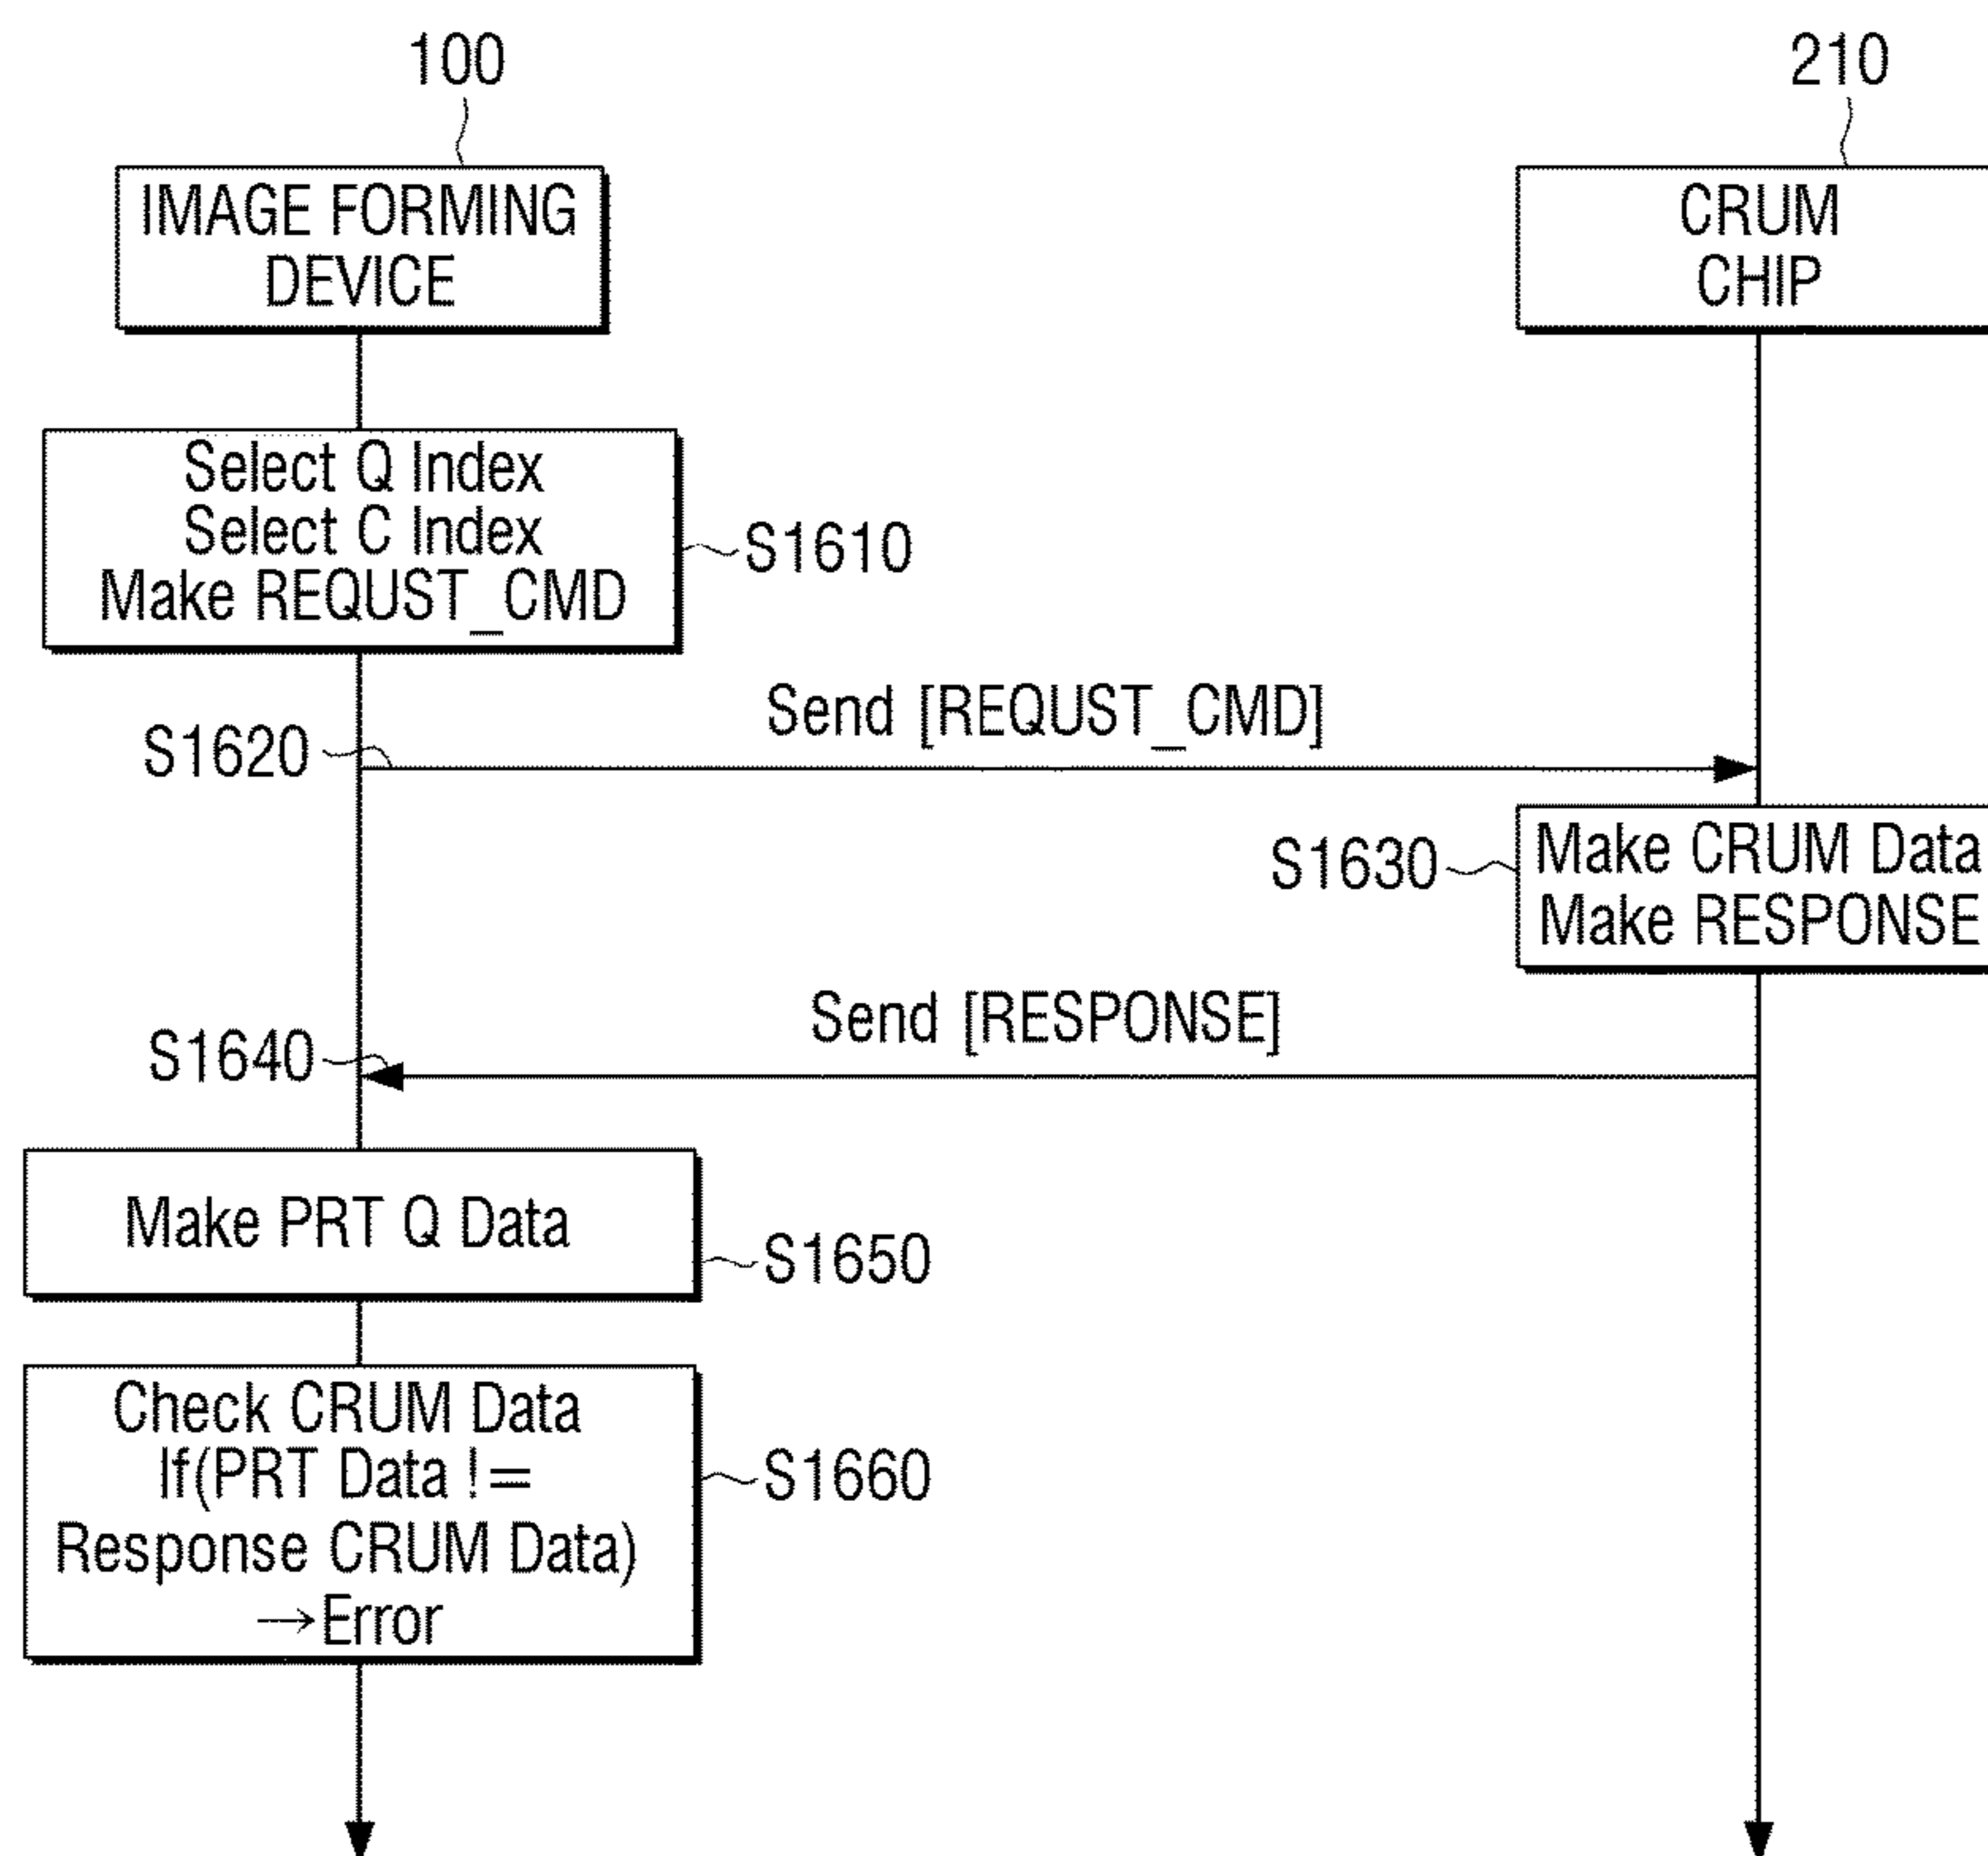 100
210
IMAGE FORMING
DEVICE
CRUM
CHIP
Select Q Index
Select C Index
Make REQUST_CMD
S1610
Send [REQUST_CMD]
S1620
S1630
Make CRUM Data
Make RESPONSE
Send [RESPONSE]
S1640
Make PRT Q Data
S1650
Check CRUM Data
If(PRT Data !=
Response CRUM Data)
→Error
S1660